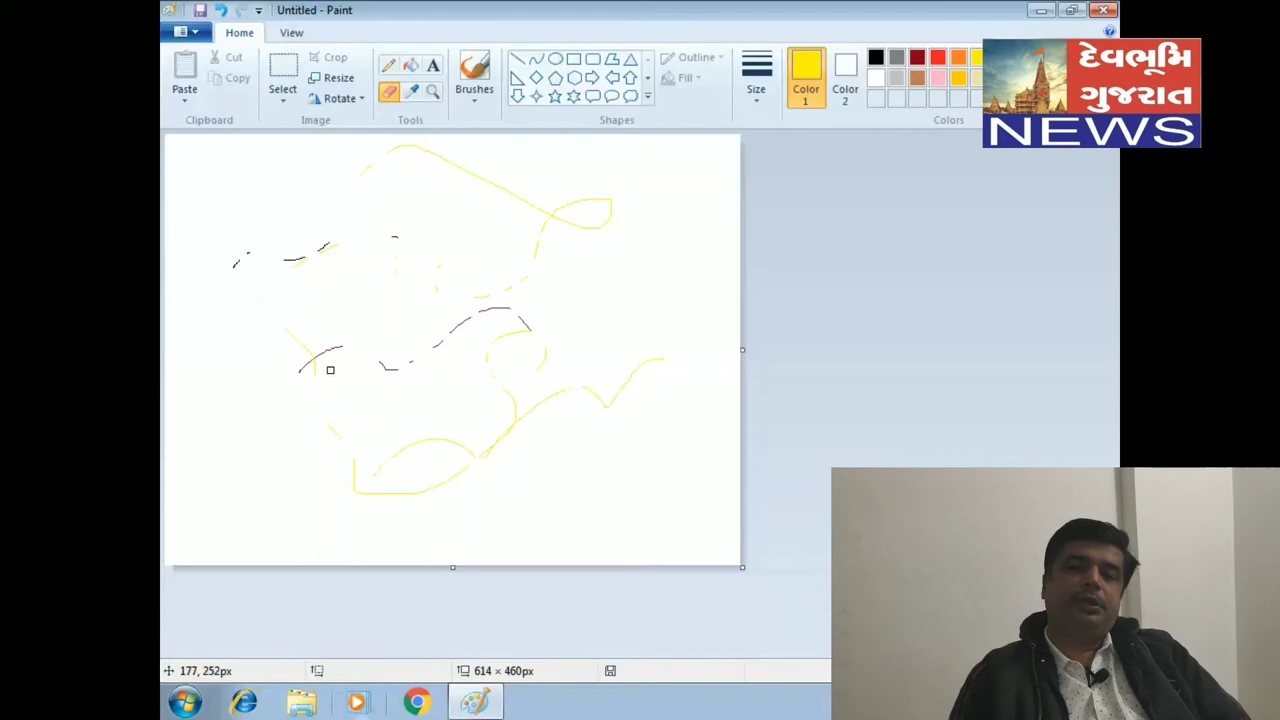 Untitled - Paint
Home
View
Paste
Cut
Copy
Clipboard
Select
Crop
Resize
Rotate
Image
A
Tools
Brushes
Outline
Fill
Shapes
Size
Color
1
Color
2
Colors
દેવભૂમિ
ગુજરાત
NEWS
177, 252px
614 × 460px